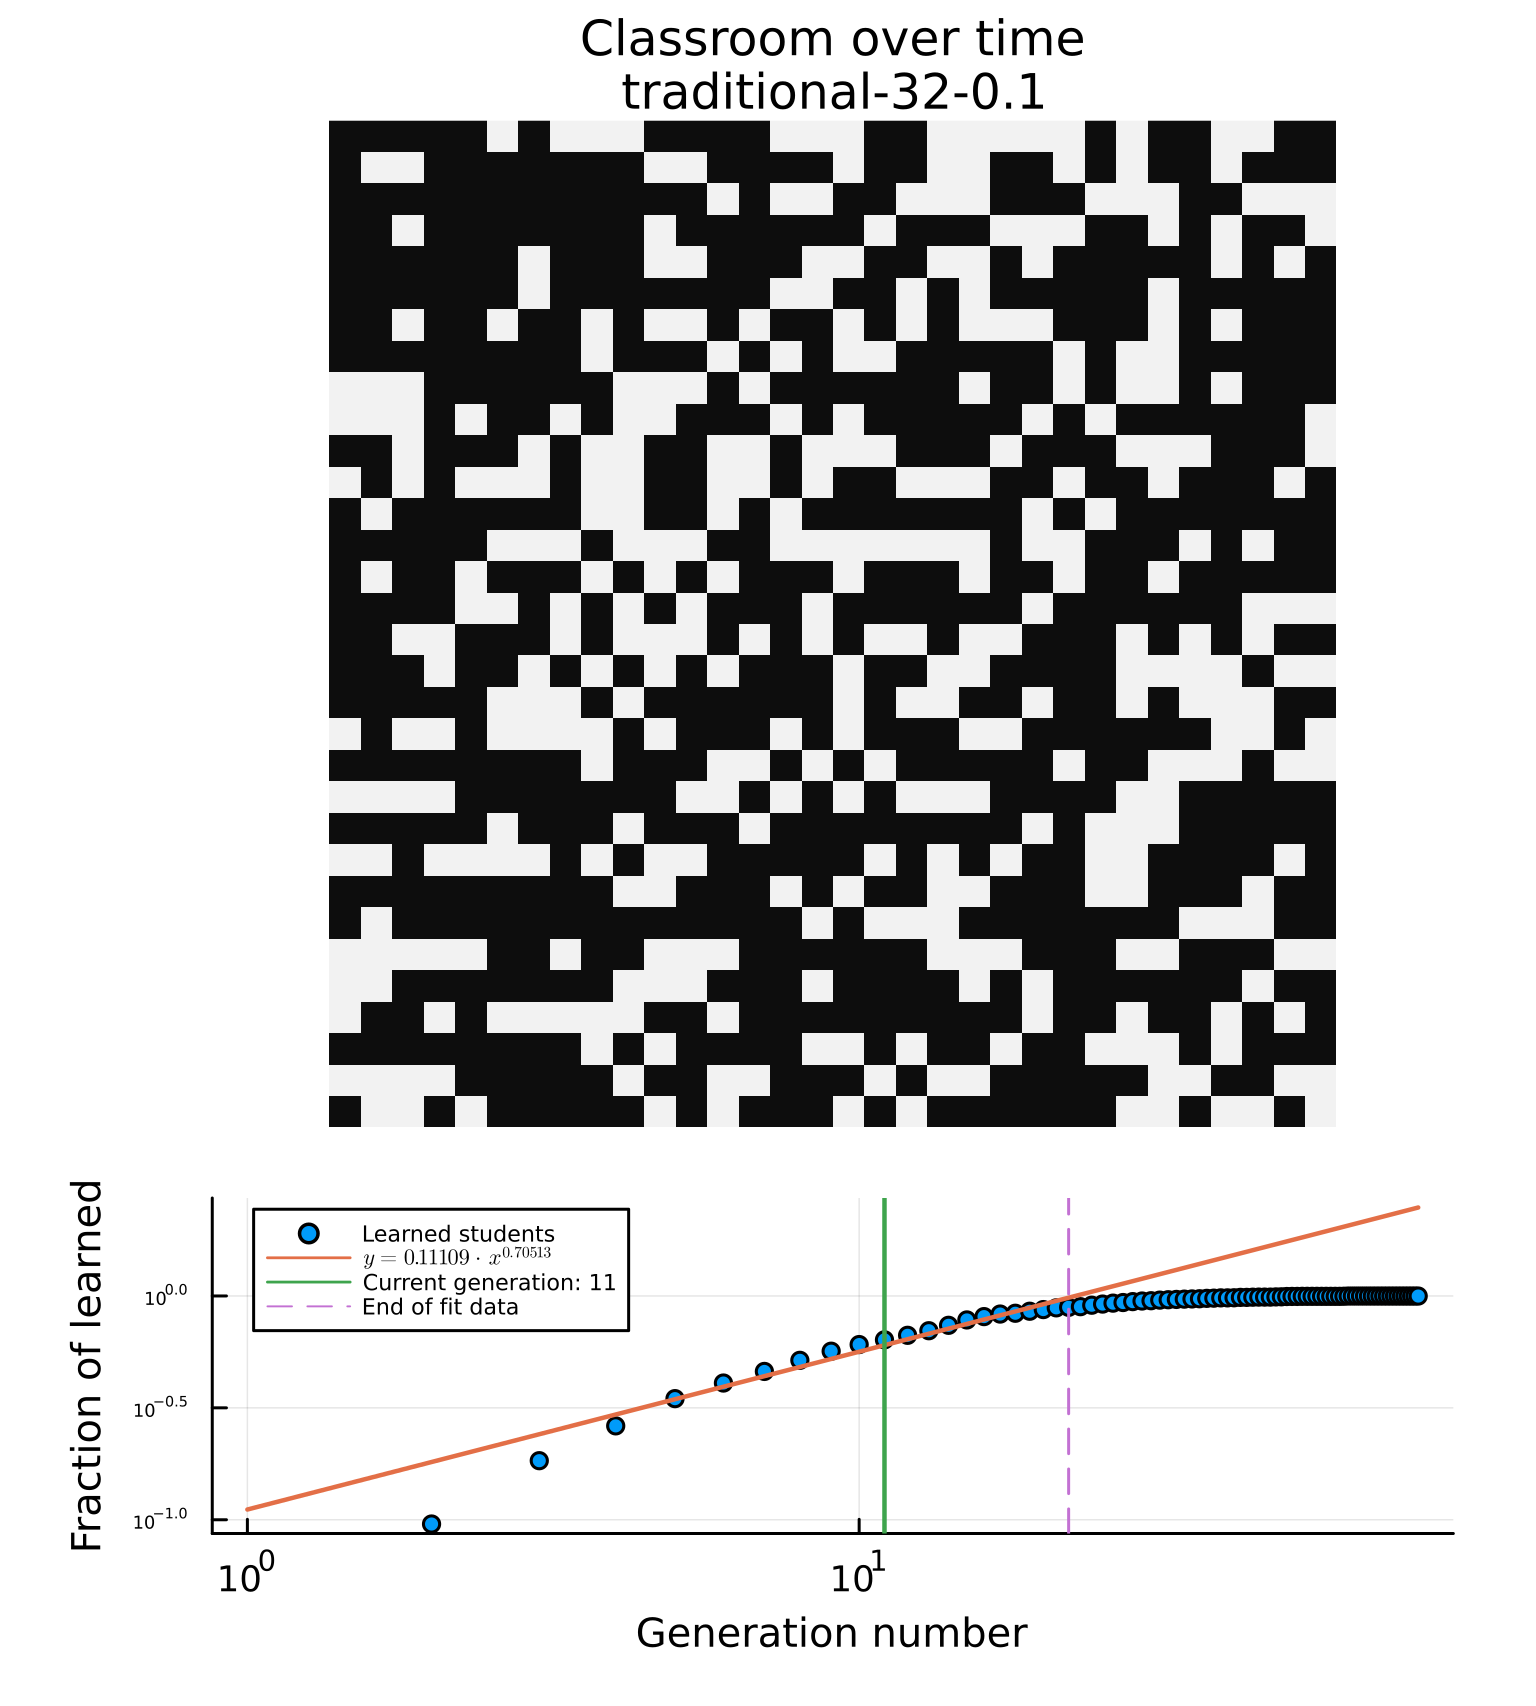 Classroom over time
traditional-32-0.1
Fraction of learned
Learned students
y = 0.11109 · x^0.70513
Current generation: 11
End of fit data
10^0.0
10^−0.5
10^−1.0
10^0
10^1
Generation number